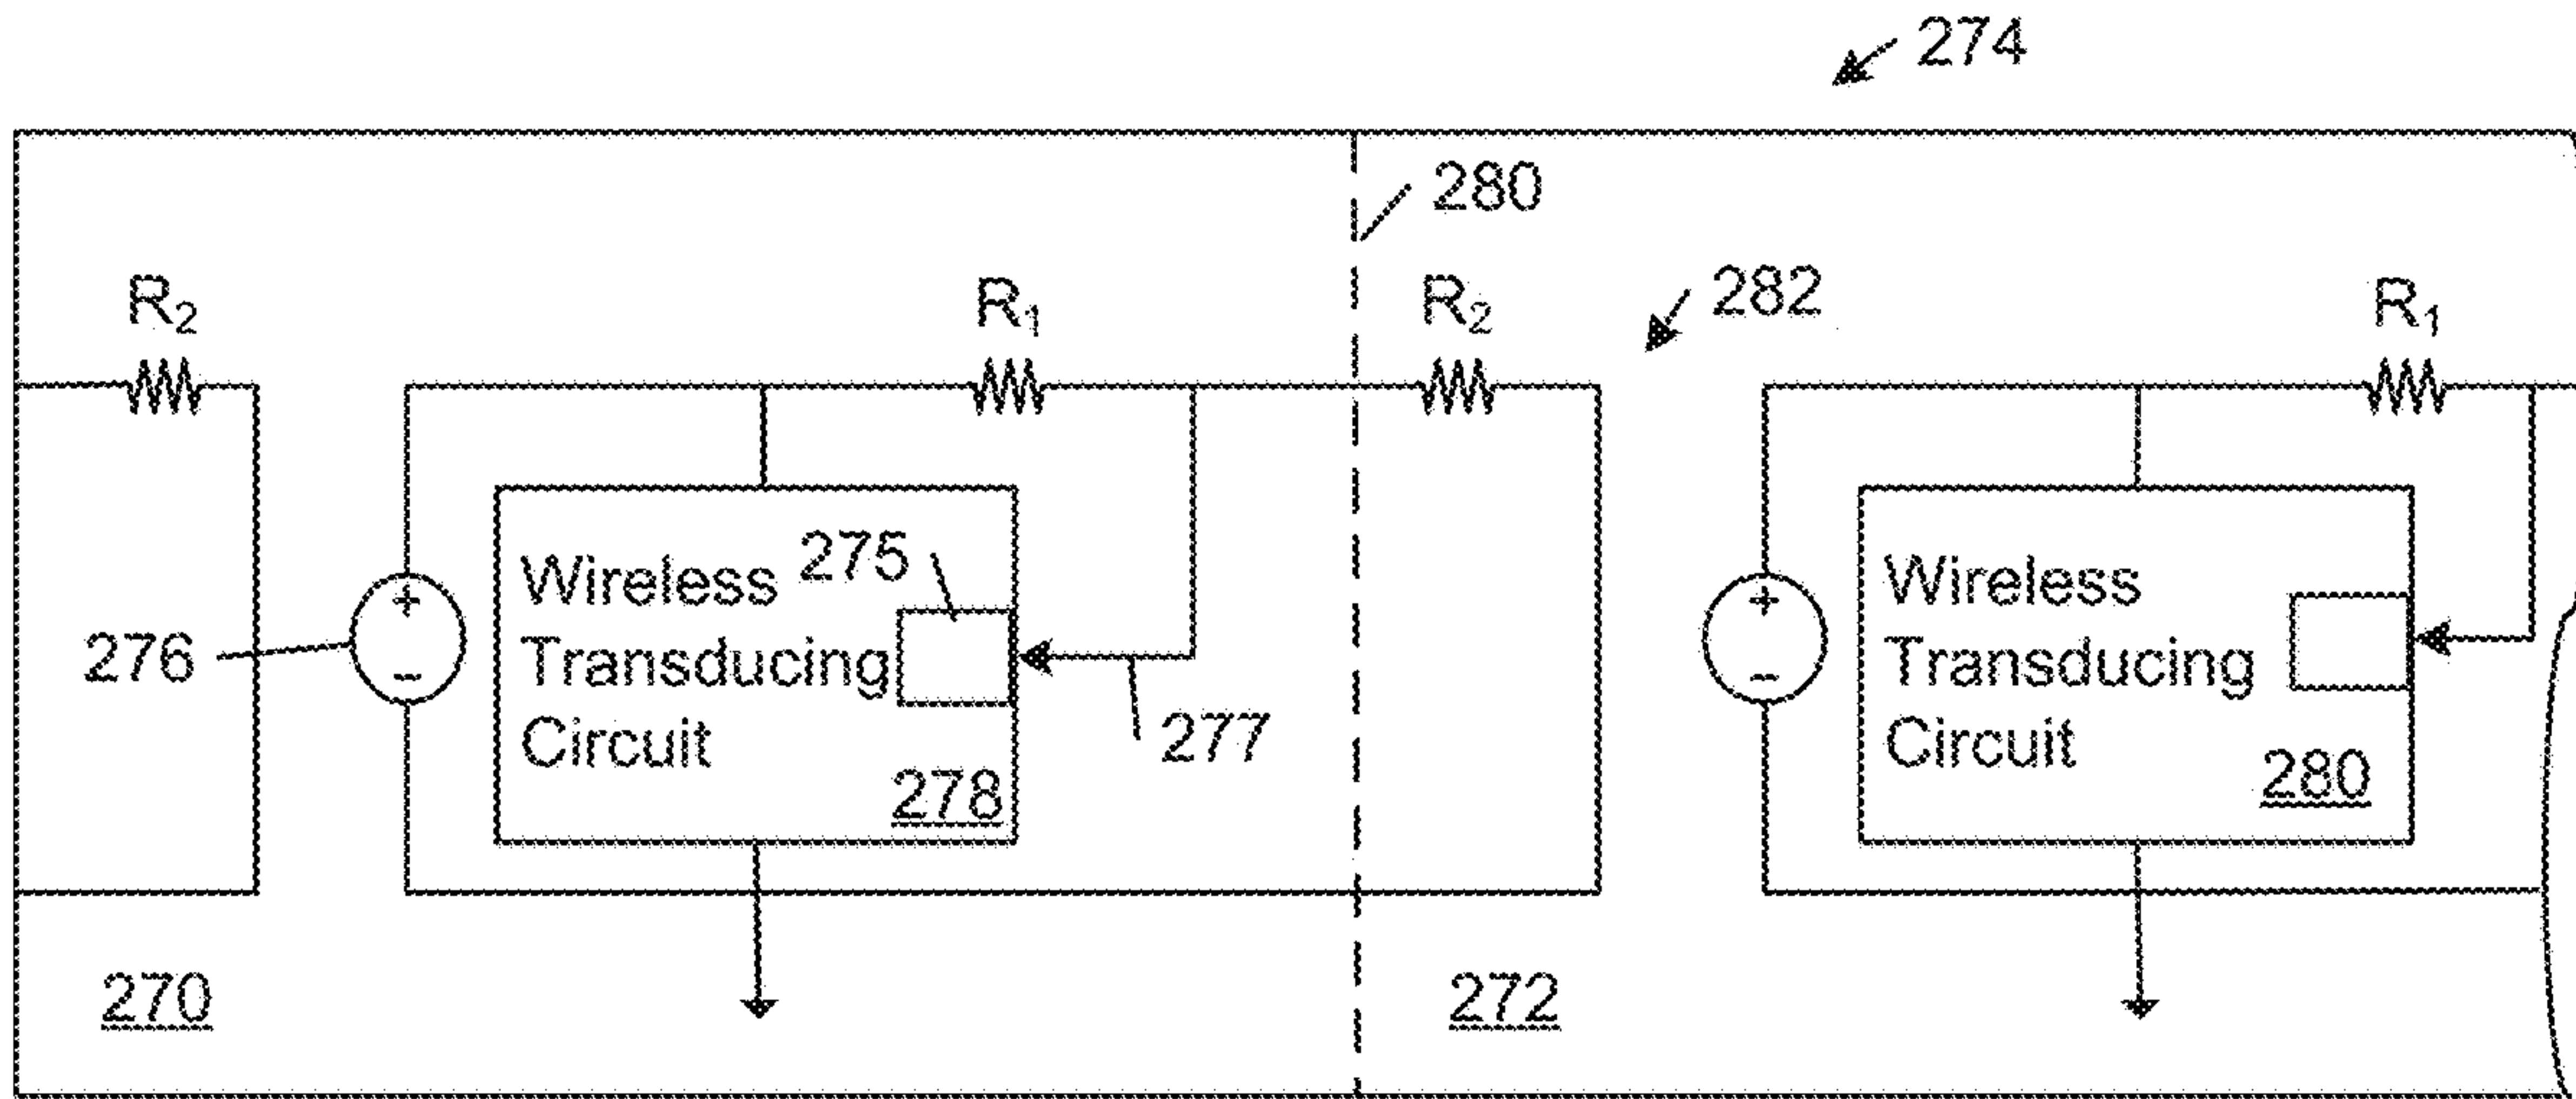 274
280
R₂
R₁
R₂
282
R₁
+
−
276
Wireless
Transducing
Circuit
275
278
277
+
−
Wireless
Transducing
Circuit
280
270
272